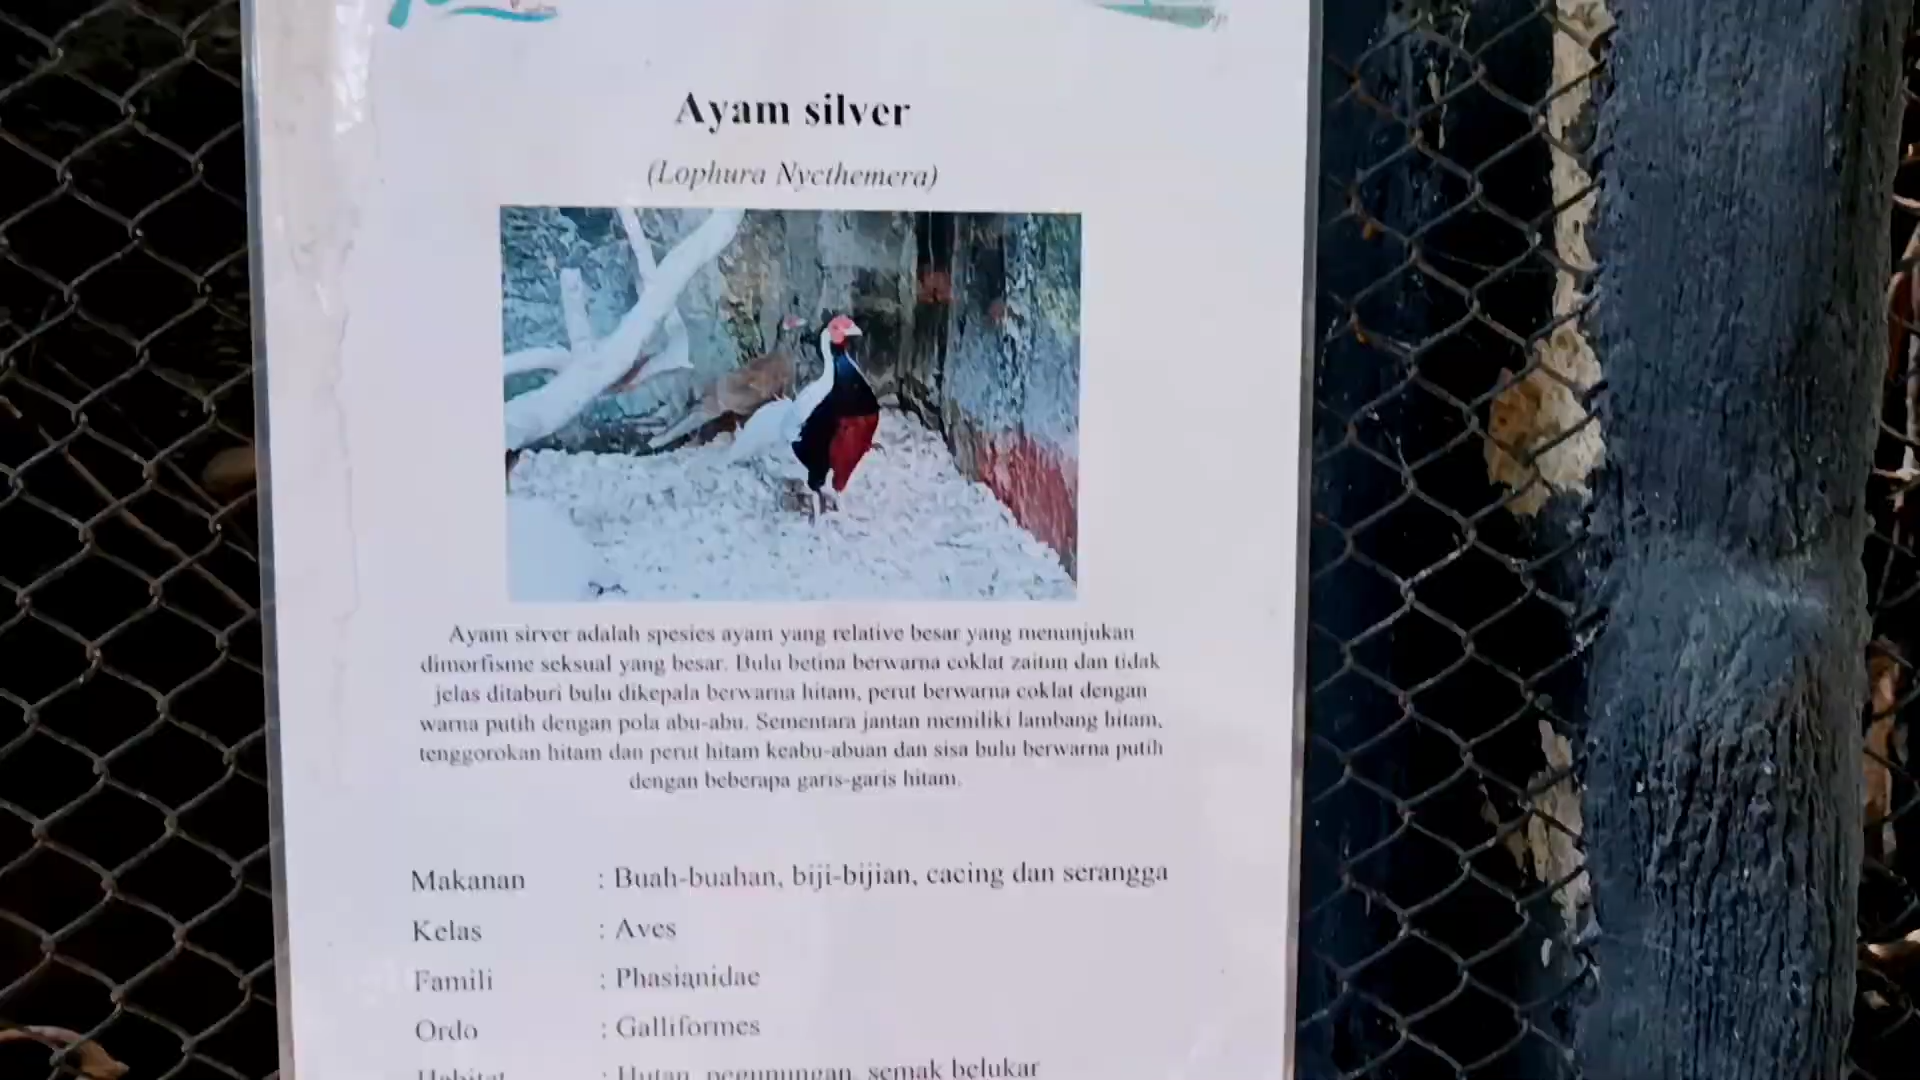 Ayam silver
(Lophura Nycthemera)
Ayam sirver adalah spesies ayam yang relative besar yang menunjukan
dimorfisme seksual yang besar. Bulu betina berwarna coklat zaitun dan tidak
jelas ditaburi bulu dikepala berwarna hitam, perut berwarna coklat dengan
warna putih dengan pola abu-abu. Sementara jantan memiliki lambang hitam,
tenggorokan hitam dan perut hitam keabu-abuan dan sisa bulu berwarna putih
dengan beberapa garis-garis hitam.
Makanan : Buah-buahan, biji-bijian, cacing dan serangga
Kelas : Aves
Famili : Phasianidae
Ordo : Galliformes
Habitat : Hutan, pegunungan, semak belukar